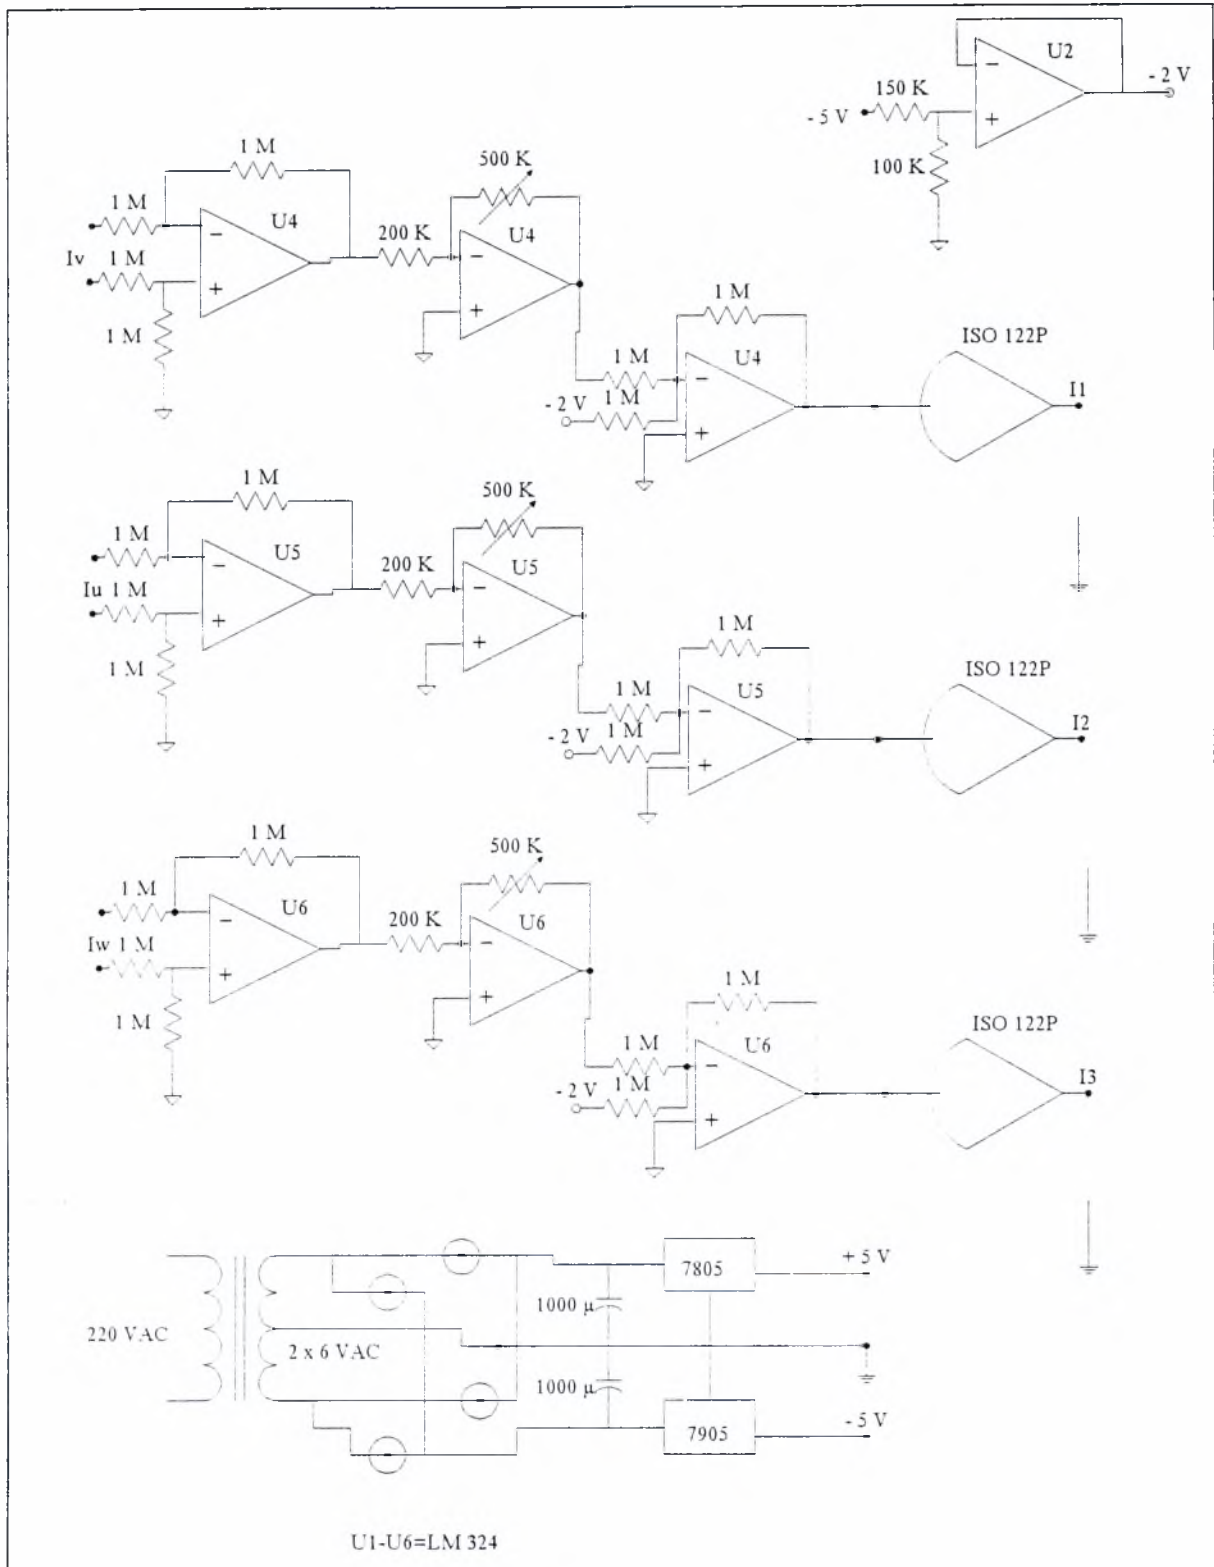 U2
- 2 V
150 K
- 5 V
−
+
100 K
1 M
500 K
1 M
U4
200 K
U4
Iv
1 M
−
+
−
+
1 M
1 M
ISO 122P
1 M
U4
- 2 V
1 M
−
+
I1
1 M
500 K
1 M
U5
200 K
U5
Iu 1 M
−
+
−
+
1 M
1 M
ISO 122P
1 M
U5
- 2 V
1 M
−
+
I2
1 M
500 K
1 M
U6
200 K
U6
Iw 1 M
−
+
−
+
1 M
1 M
ISO 122P
1 M
U6
- 2 V
1 M
−
+
I3
220 VAC
2 x 6 VAC
1000 µ
1000 µ
7805
+ 5 V
7905
- 5 V
U1-U6=LM 324